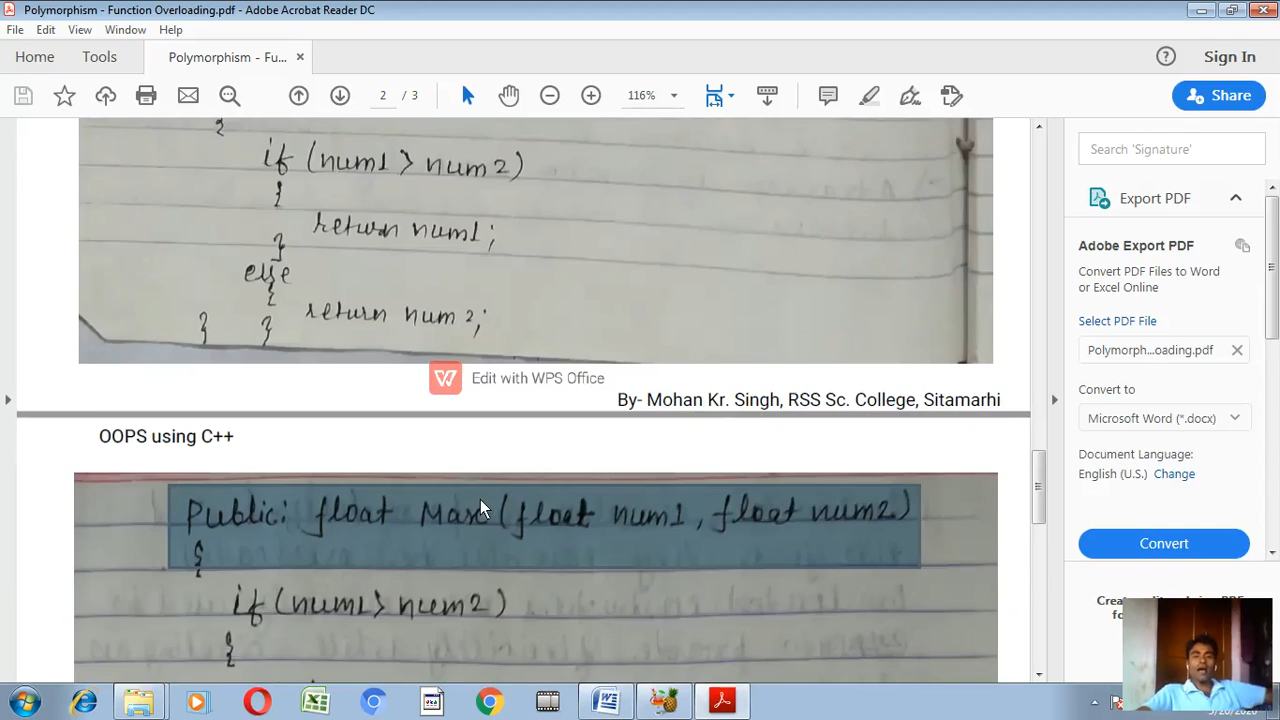 Polymorphism - Function Overloading.pdf - Adobe Acrobat Reader DC
File Edit View Window Help
Home Tools Polymorphism - Fu... × Sign In
2 / 3 116% Share
{
if (num1 > num2)
{
return num1;
}
else
{
return num2;
} }
Edit with WPS Office
By- Mohan Kr. Singh, RSS Sc. College, Sitamarhi
OOPS using C++
Public: float Max (float num1, float num2)
{
if (num1 > num2)
{
Search 'Signature'
Export PDF
Adobe Export PDF
Convert PDF Files to Word
or Excel Online
Select PDF File
Polymorph...oading.pdf
Convert to
Microsoft Word (*.docx)
Document Language:
English (U.S.) Change
Convert